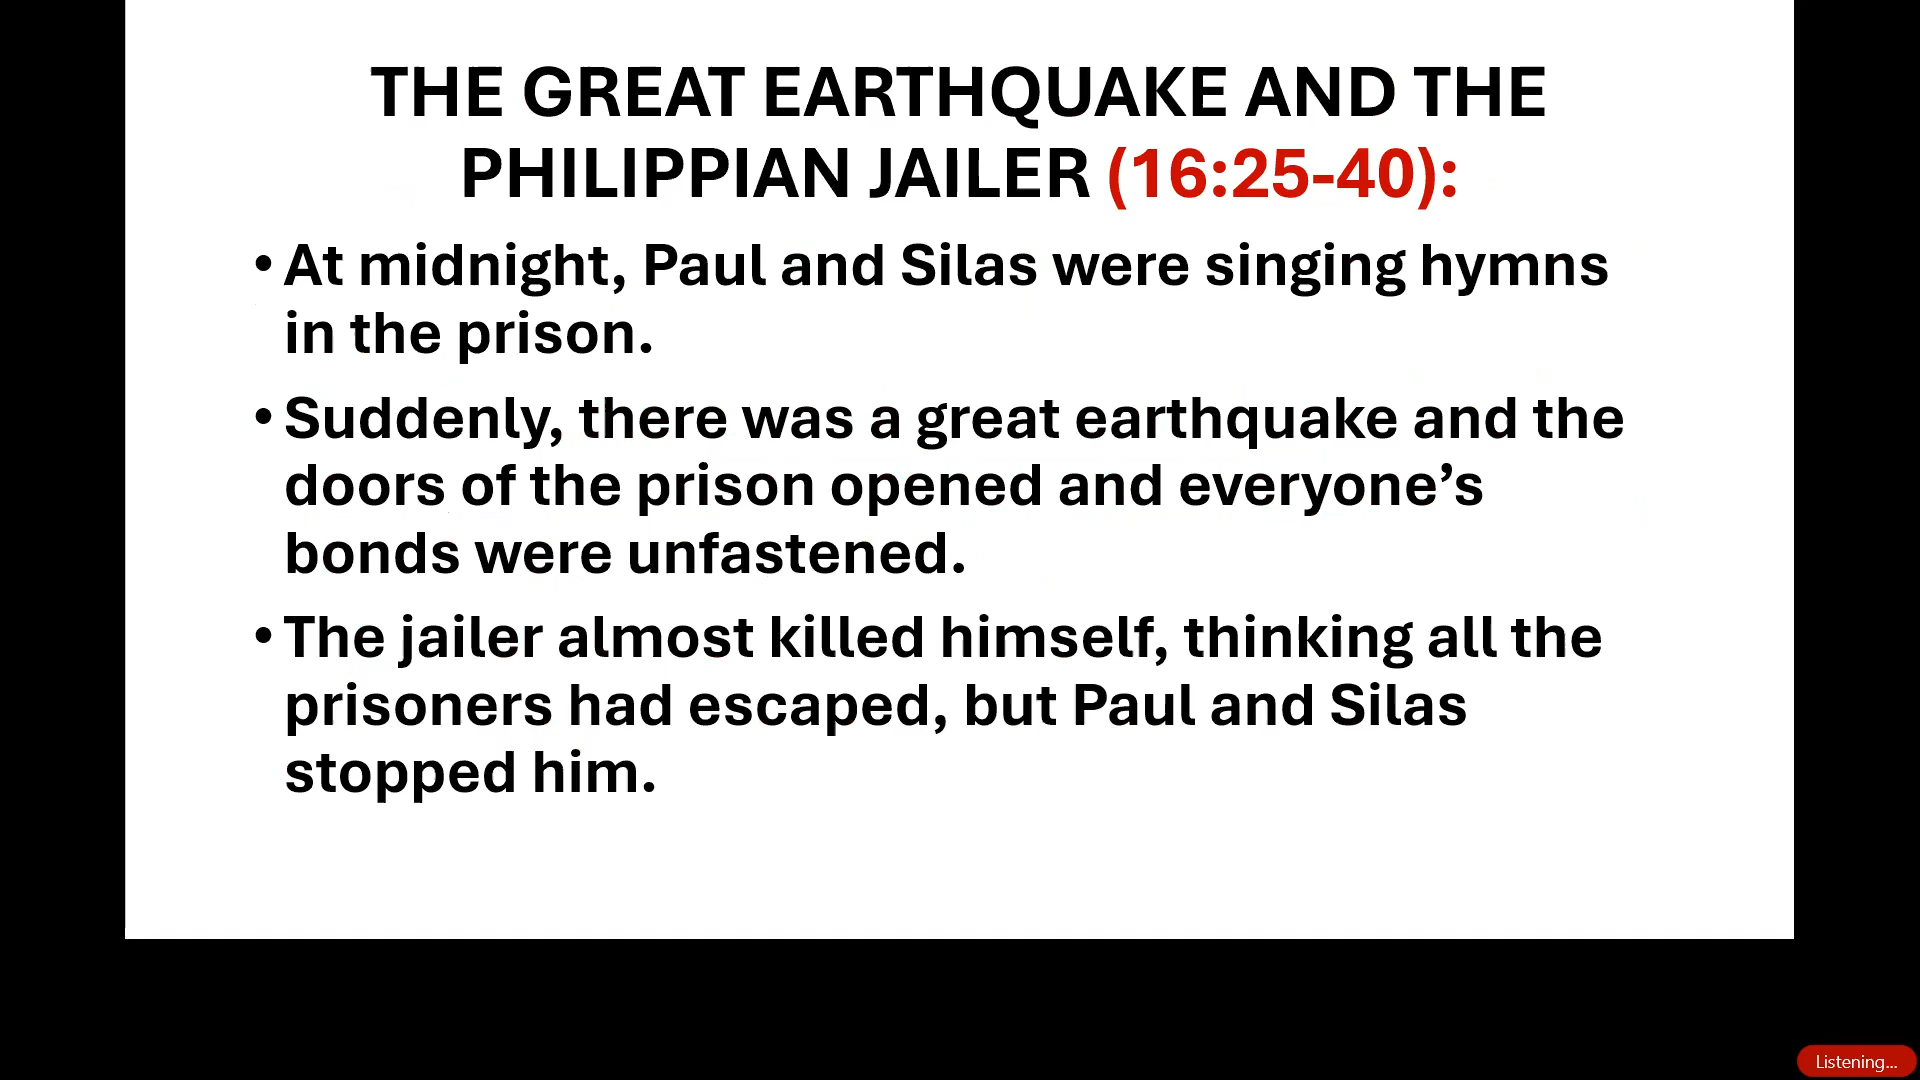 THE GREAT EARTHQUAKE AND THE
PHILIPPIAN JAILER (16:25-40):
• At midnight, Paul and Silas were singing hymns
in the prison.
• Suddenly, there was a great earthquake and the
doors of the prison opened and everyone’s
bonds were unfastened.
• The jailer almost killed himself, thinking all the
prisoners had escaped, but Paul and Silas
stopped him.
Listening...